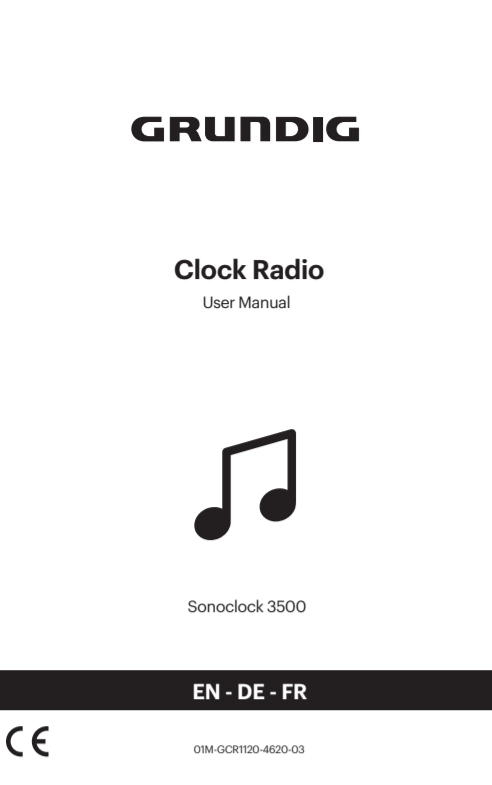 GRUNDIG
Clock Radio
User Manual
Sonoclock 3500
EN - DE - FR
CE
01M-GCR1120-4620-03